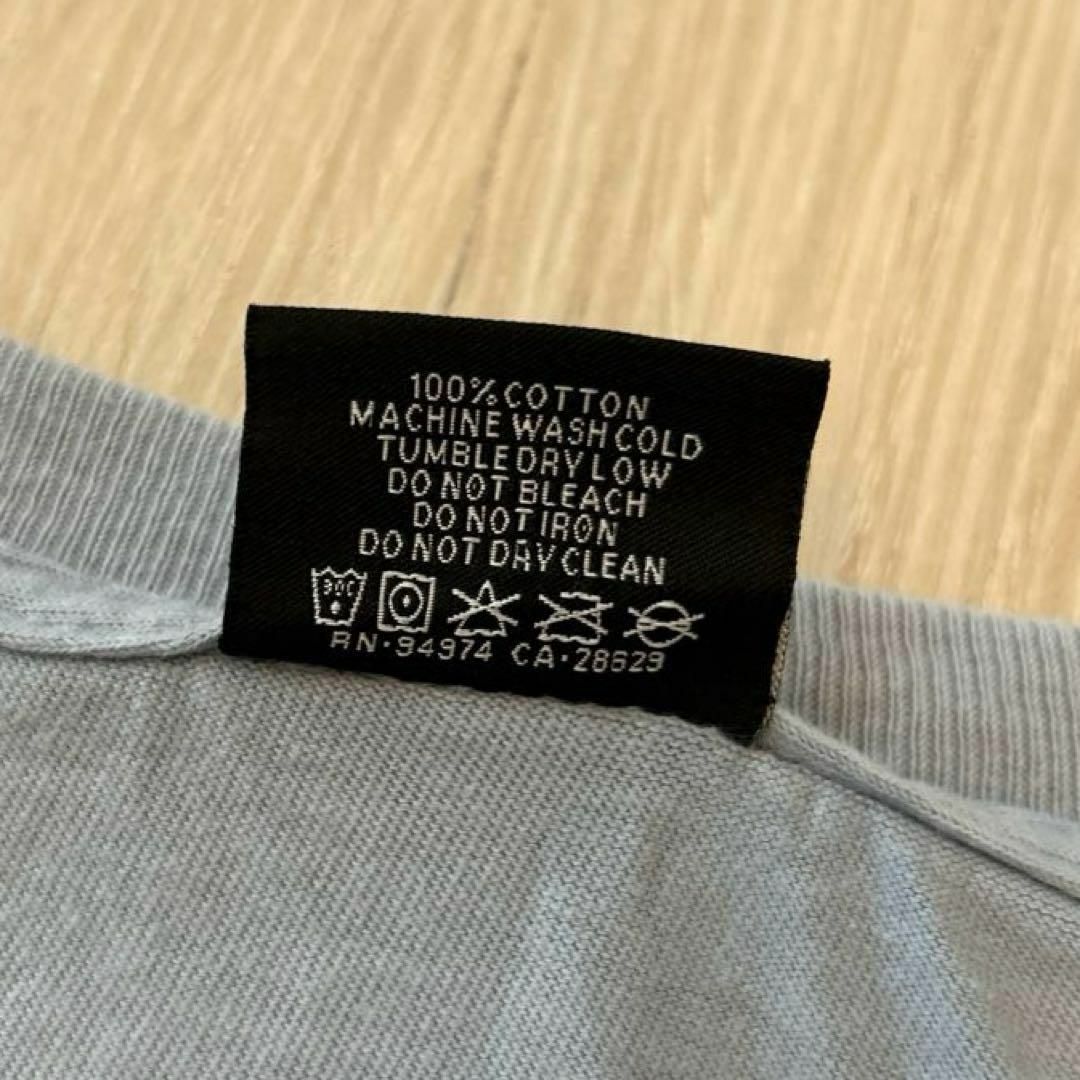 100% COTTON
MACHINE WASH COLD
TUMBLE DRY LOW
DO NOT BLEACH
DO NOT IRON
DO NOT DRY CLEAN
30C
RN·94974 CA·28629